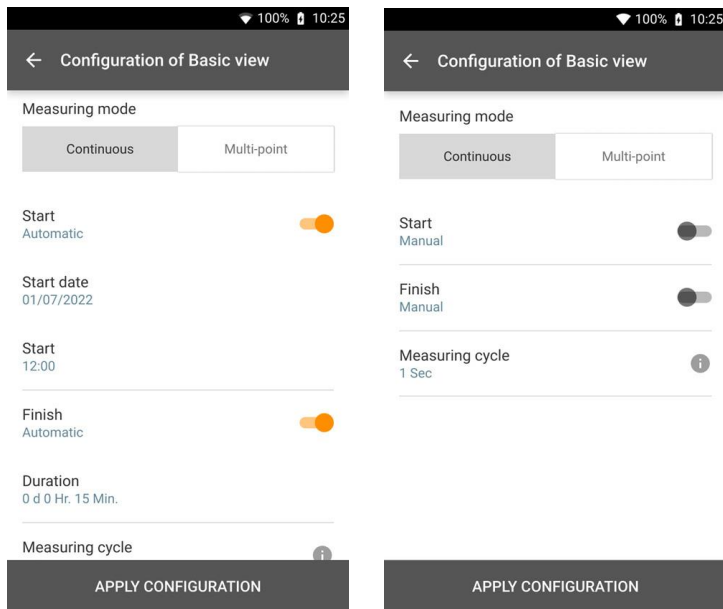 100% 10:25
Configuration of Basic view
Measuring mode
Continuous Multi-point
Start
Automatic
Start date
01/07/2022
Start
12:00
Finish
Automatic
Duration
0 d 0 Hr. 15 Min.
Measuring cycle
APPLY CONFIGURATION
100% 10:25
Configuration of Basic view
Measuring mode
Continuous Multi-point
Start
Manual
Finish
Manual
Measuring cycle
1 Sec
APPLY CONFIGURATION